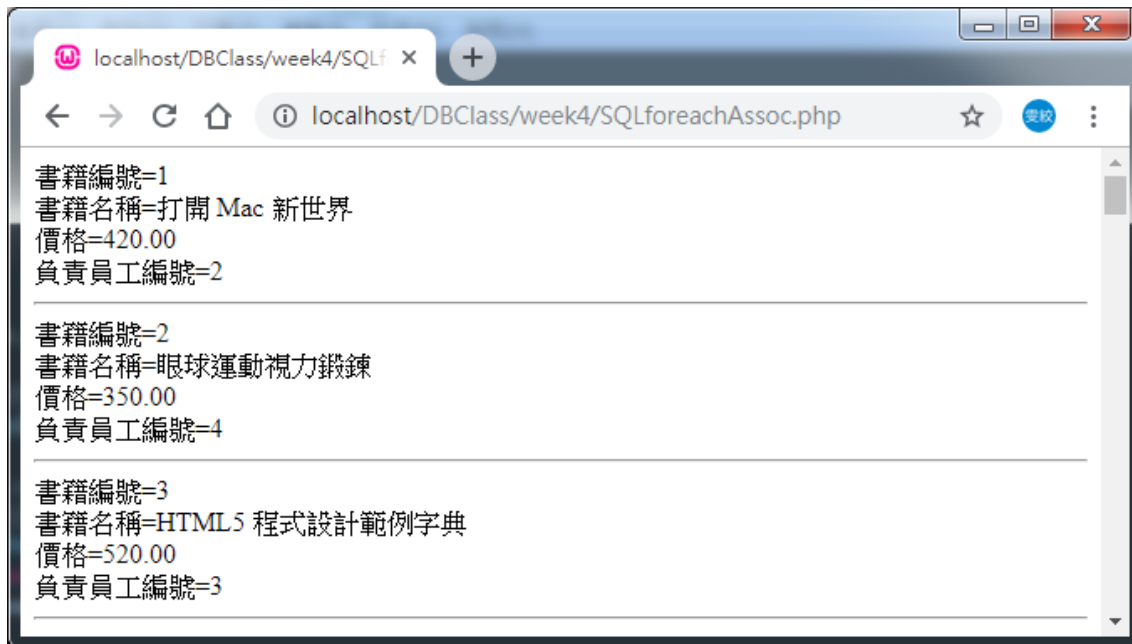 localhost/DBClass/week4/SQLf
localhost/DBClass/week4/SQLforeachAssoc.php
雯絞
書籍編號=1
書籍名稱=打開 Mac 新世界
價格=420.00
負責員工編號=2
書籍編號=2
書籍名稱=眼球運動視力鍛鍊
價格=350.00
負責員工編號=4
書籍編號=3
書籍名稱=HTML5 程式設計範例字典
價格=520.00
負責員工編號=3